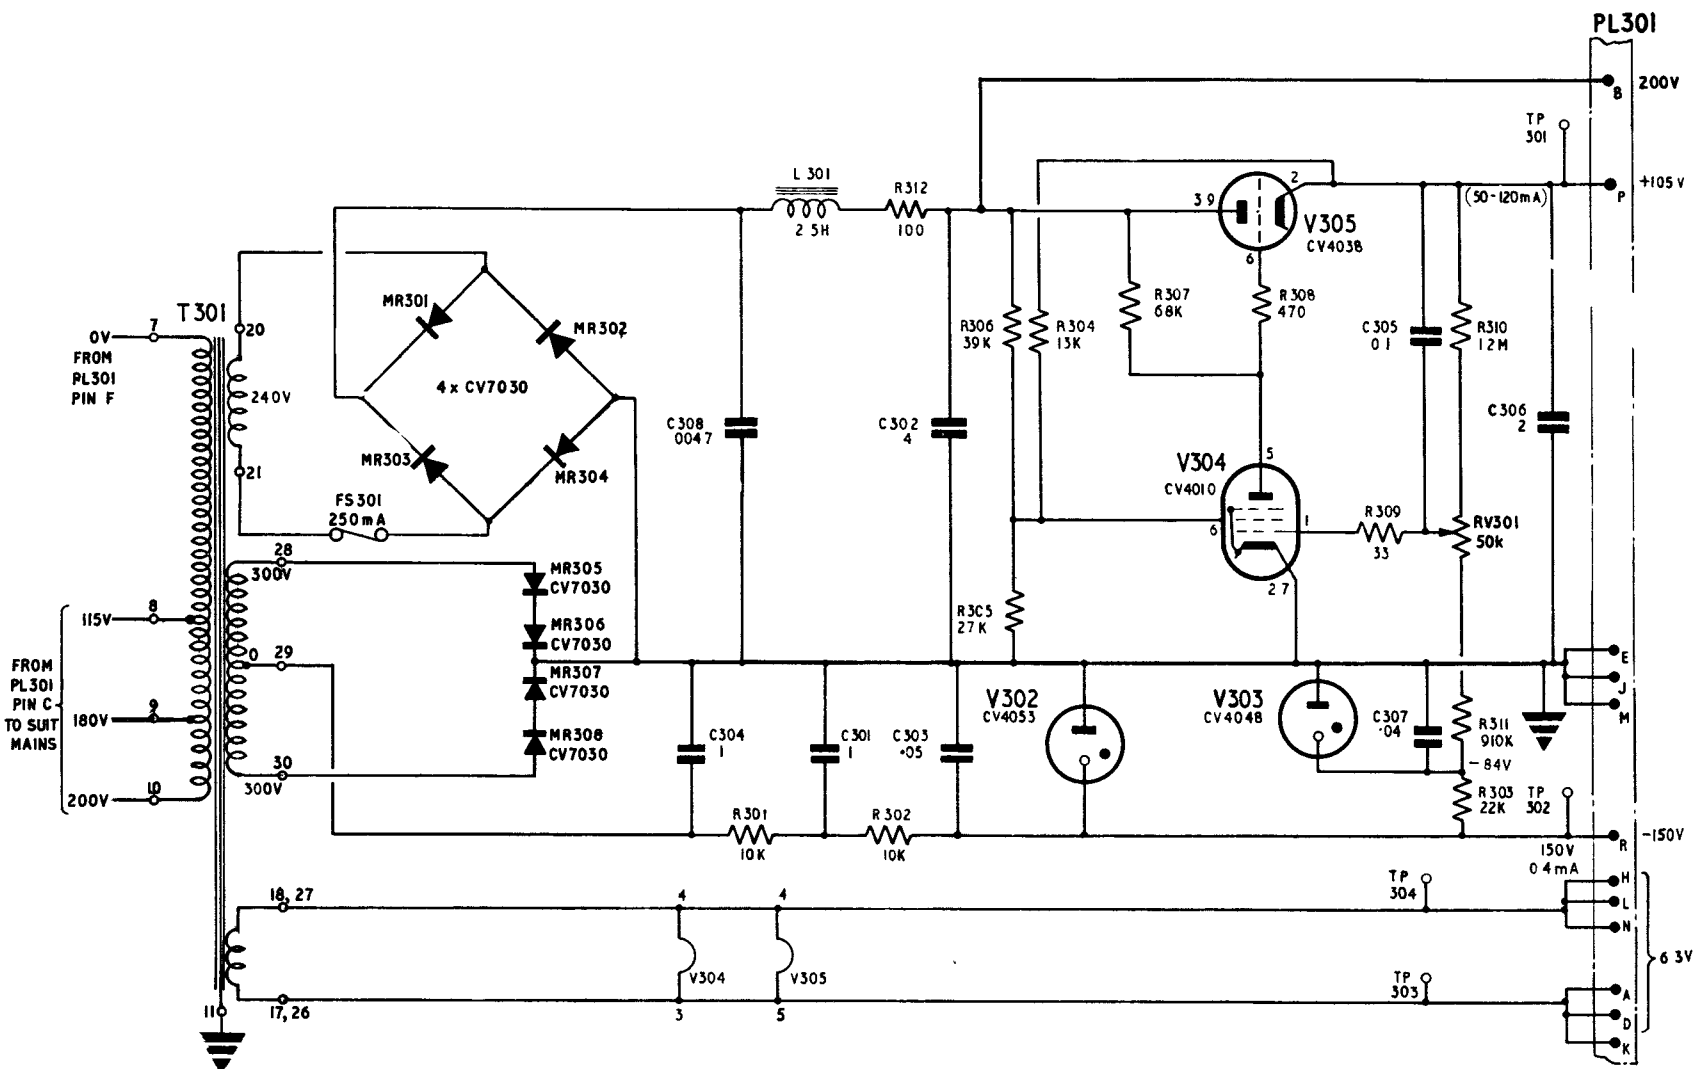 PL301
B
200V
TP
301
P
+105V
(50-120mA)
L 301
2 5H
R312
100
3 9
2
6
V305
CV4038
T301
7
0V
FROM
PL301
PIN F
20
240V
21
MR301
MR302
4 x CV7030
MR303
MR304
FS301
250mA
C308
0047
C302
4
R306
39K
R304
13K
R307
68K
R308
470
C305
0 1
R310
1 2M
C306
2
V304
CV4010
5
6
1
2 7
R309
33
RV301
50k
28
300V
MR305
CV7030
MR306
CV7030
MR307
CV7030
MR308
CV7030
R305
27K
8
115V
0
29
9
180V
FROM
PL301
PIN C
TO SUIT
MAINS
10
200V
30
300V
E
J
M
V302
CV4053
V303
CV4048
C304
1
C301
1
C303
·05
C307
·04
R311
910K
-84V
R303
22K
TP
302
R301
10K
R302
10K
R
-150V
150V
0 4mA
18, 27
4
4
TP
304
H
L
N
6 3V
V304
V305
TP
303
A
D
K
11
17, 26
3
5